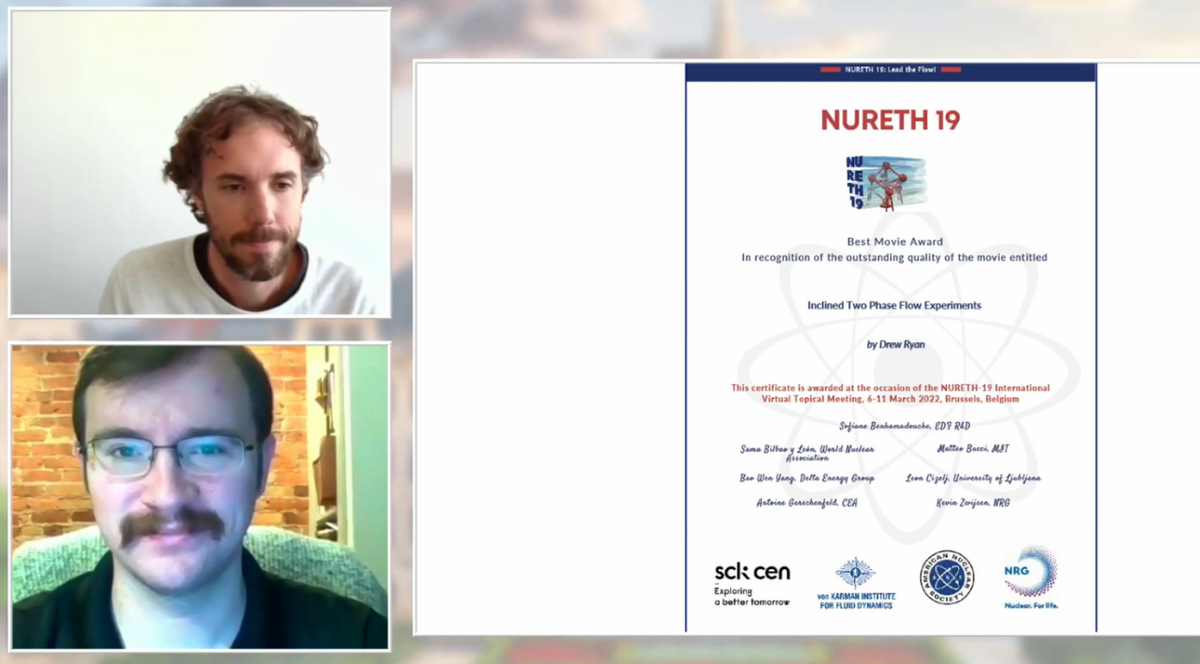 NURETH 19: Lead the Flow!
NURETH 19
NU
RE
TH
19
Best Movie Award
In recognition of the outstanding quality of the movie entitled
Inclined Two Phase Flow Experiments
by Drew Ryan
This certificate is awarded at the occasion of the NURETH-19 International
Virtual Topical Meeting, 6-11 March 2022, Brussels, Belgium
Sofiane Benhamadouche, EDF R&D
Sama Bilbao y León, World Nuclear
Association
Matteo Bucci, MIT
Bao Wen Yang, Delta Energy Group
Leon Cizelj, University of Ljubljana
Antoine Gerschenfeld, CEA
Kevin Zwijsen, NRG
sck cen
Exploring
a better tomorrow
von KARMAN INSTITUTE
FOR FLUID DYNAMICS
AMERICAN NUCLEAR SOCIETY
NRG
Nuclear. For life.